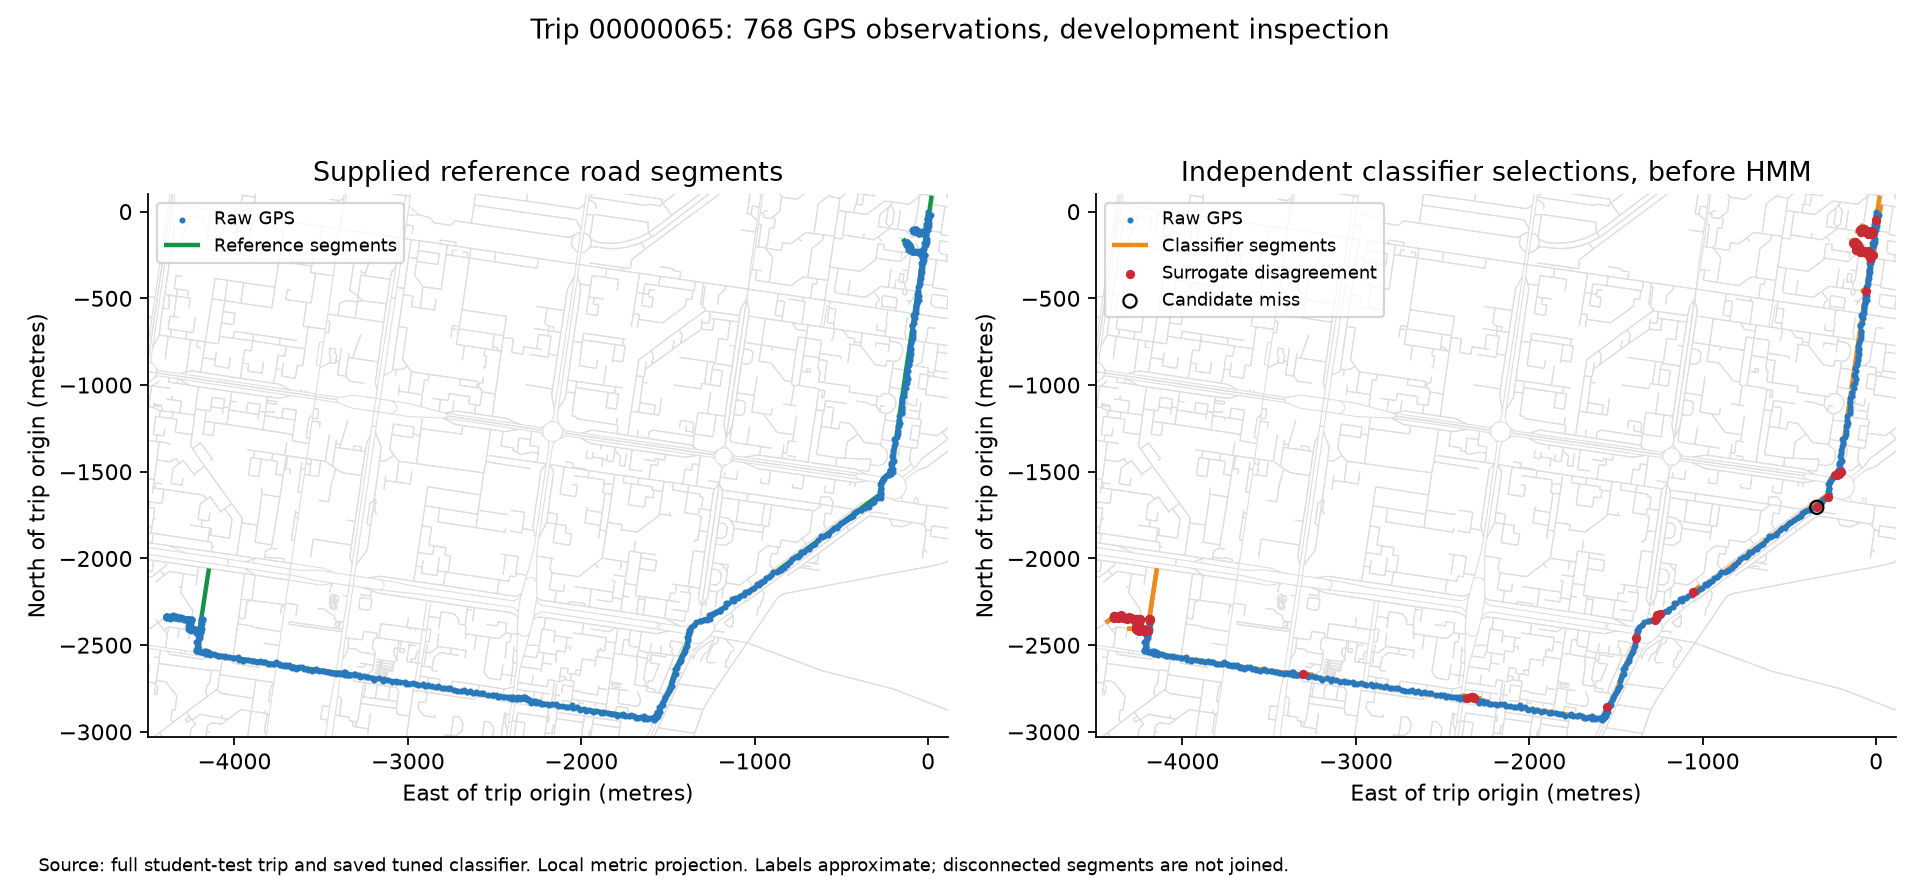 Trip 00000065: 768 GPS observations, development inspection
Supplied reference road segments
Raw GPS
Reference segments
0
−500
−1000
−1500
−2000
−2500
−3000
North of trip origin (metres)
−4000
−3000
−2000
−1000
0
East of trip origin (metres)
Independent classifier selections, before HMM
Raw GPS
Classifier segments
Surrogate disagreement
Candidate miss
0
−500
−1000
−1500
−2000
−2500
−3000
North of trip origin (metres)
−4000
−3000
−2000
−1000
0
East of trip origin (metres)
Source: full student-test trip and saved tuned classifier. Local metric projection. Labels approximate; disconnected segments are not joined.